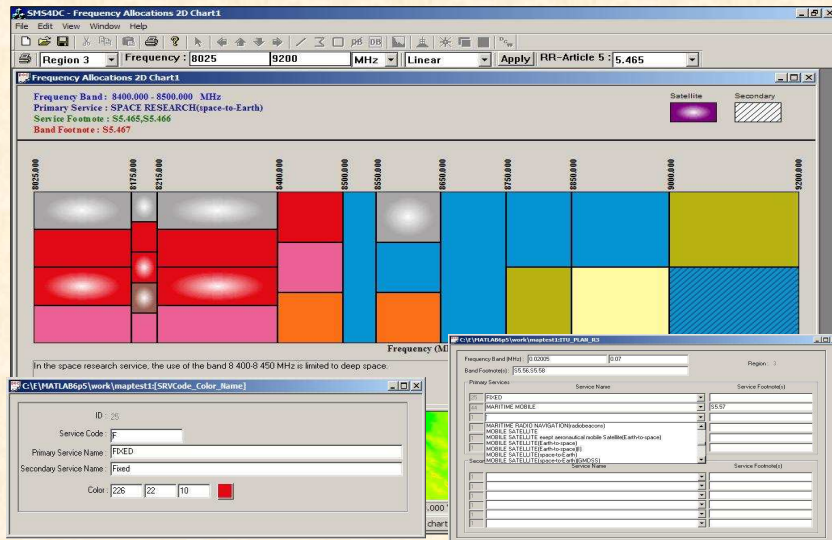 SMS4DC - Frequency Allocations 2D Chart1
File Edit View Window Help
Region 3 Frequency : 8025 9200 MHz Linear Apply RR-Article 5 : 5.465
Frequency Allocations 2D Chart1
Frequency Band : 8400.000 - 8500.000 MHz
Primary Service : SPACE RESEARCH(space-to-Earth)
Service Footnote : S5.465,S5.466
Band Footnote : S5.467
Satellite Secondary
8025.000 8175.000 8215.000 8400.000 8500.000 8550.000 8650.000 8750.000 8850.000 9000.000 9200.000
Frequency (M
In the space research service, the use of the band 8 400-8 450 MHz is limited to deep space.
C:\E\MATLAB6p5\work\maptest1:[SRVCode_Color_Name]
ID : 25
Service Code : F
Primary Service Name : FIXED
Secondary Service Name : Fixed
Color : 226 22 10
.000
chart
C:\E\MATLAB6p5\work\maptest1:ITU_PLAN_R3
Frequency Band (MHz) : 0.02005 0.07
Region : 3
Band Footnote(s) : S5.56,S5.58
Primary Services
Service Name Service Footnote(s)
25 FIXED
MARITIME MOBILE S5.57
MARITIME RADIO NAVIGATION(radiobeacons)
MOBILE SATELLITE
MOBILE SATELLITE exept aeronautical mobile Satellite(Earth-to-space)
MOBILE SATELLITE(Earth-to-space)
MOBILE SATELLITE(Earth-to-space)()
MOBILE SATELLITE(space-to-Earth)
MOBILE SATELLITE(space-to-Earth)(GMDSS)
Secon
Service Name Service Footnote(s)